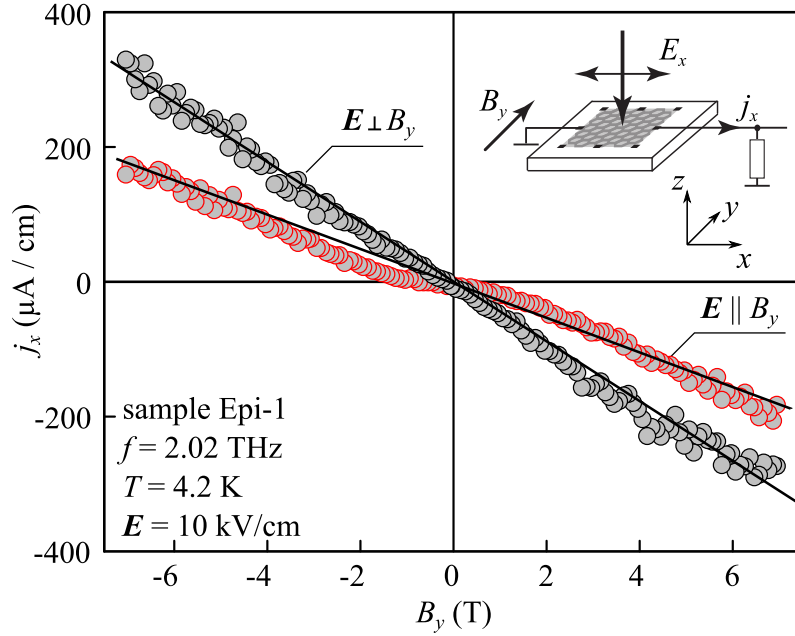 400
200
0
-200
-400
j_x (µA / cm)
E ⊥ B_y
E_x
B_y
j_x
z
y
x
E || B_y
sample Epi-1
f = 2.02 THz
T = 4.2 K
E = 10 kV/cm
-6 -4 -2 0 2 4 6
B_y (T)